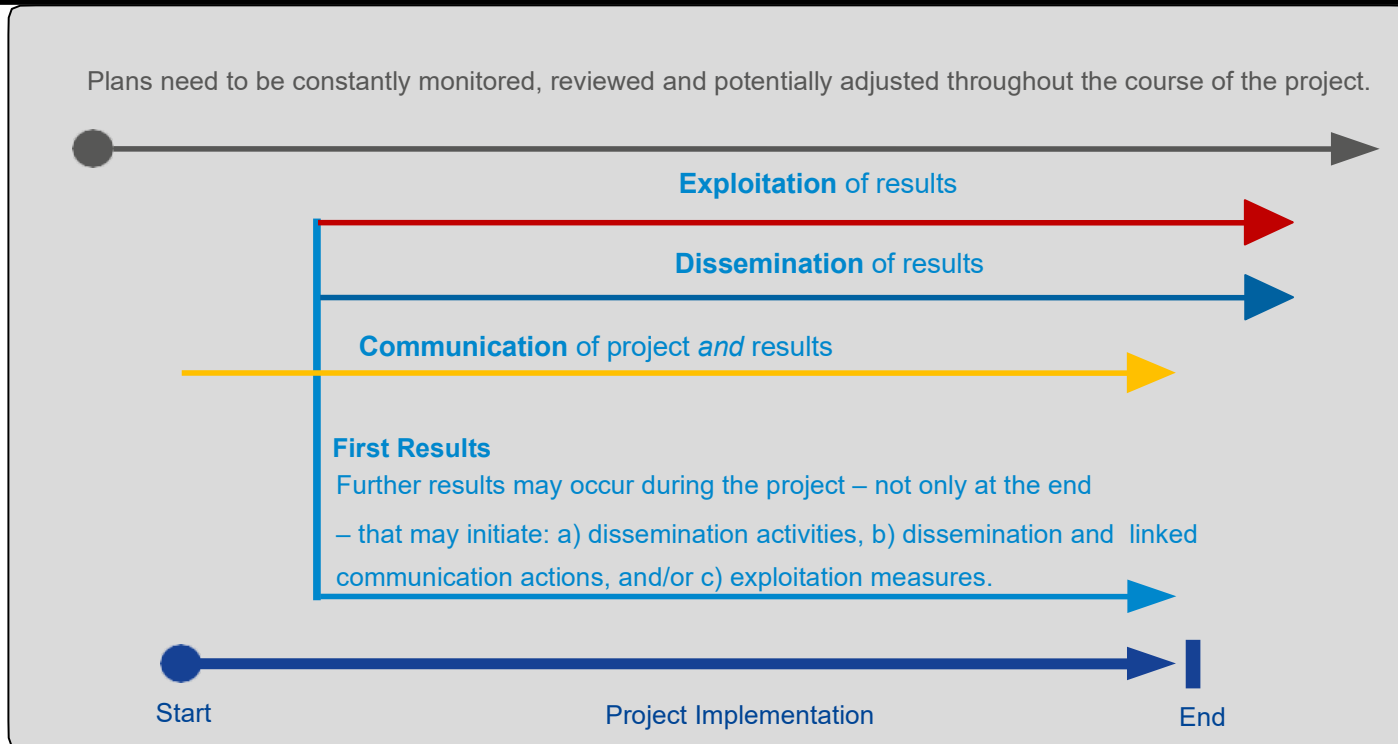 Plans need to be constantly monitored, reviewed and potentially adjusted throughout the course of the project.
Exploitation of results
Dissemination of results
Communication of project and results
First Results
Further results may occur during the project – not only at the end
– that may initiate: a) dissemination activities, b) dissemination and linked
communication actions, and/or c) exploitation measures.
Start
Project Implementation
End